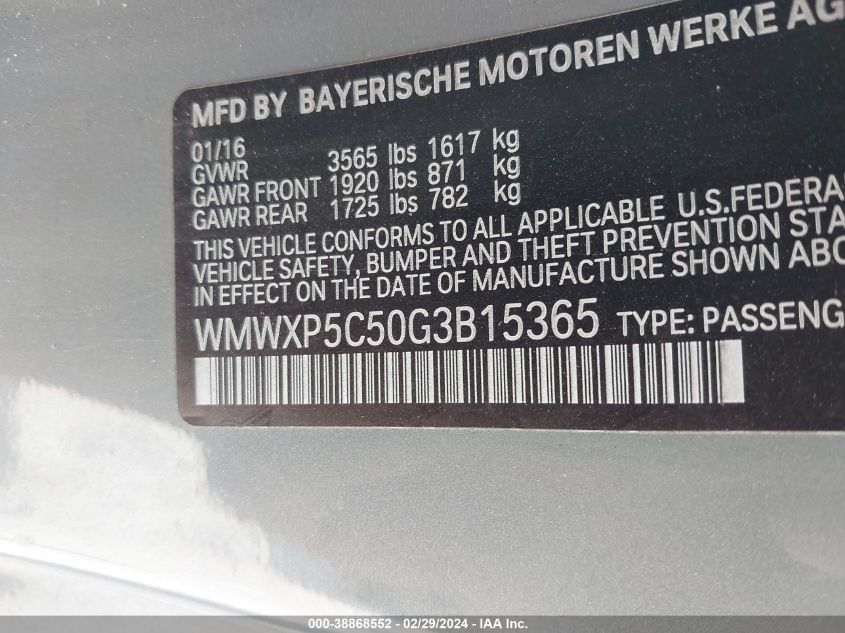 MFD BY BAYERISCHE MOTOREN WERKE AG
01/16
GVWR 3565 lbs 1617 kg
GAWR FRONT 1920 lbs 871 kg
GAWR REAR 1725 lbs 782 kg
THIS VEHICLE CONFORMS TO ALL APPLICABLE U.S.FEDERA
VEHICLE SAFETY, BUMPER AND THEFT PREVENTION STA
IN EFFECT ON THE DATE OF MANUFACTURE SHOWN ABO
WMWXP5C50G3B15365 TYPE: PASSENG
000-38868552 - 02/29/2024 - IAA Inc.